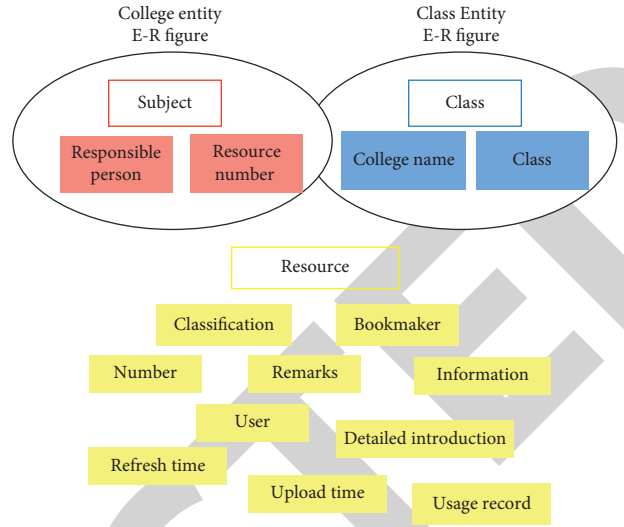 College entity
E-R figure
Class Entity
E-R figure
Subject
Class
Responsible
person
Resource
number
College name
Class
Resource
Classification
Bookmaker
Number
Remarks
Information
User
Detailed introduction
Refresh time
Upload time
Usage record